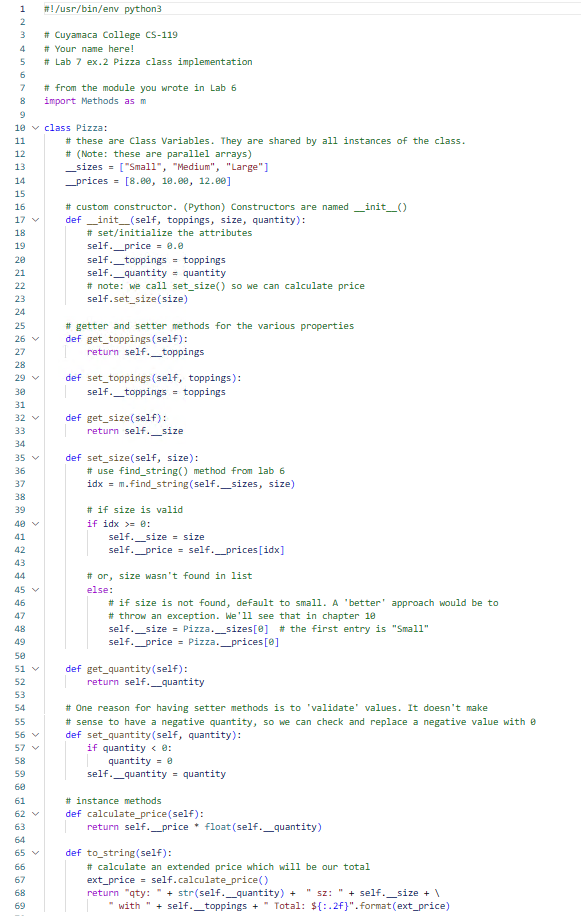 1 #!/usr/bin/env python3
2
3 # Cuyamaca College CS-119
4 # Your name here!
5 # Lab 7 ex.2 Pizza class implementation
6
7 # from the module you wrote in Lab 6
8 import Methods as m
9
10 class Pizza:
11     # these are Class Variables. They are shared by all instances of the class.
12     # (Note: these are parallel arrays)
13     __sizes = ["Small", "Medium", "Large"]
14     __prices = [8.00, 10.00, 12.00]
15
16     # custom constructor. (Python) Constructors are named __init__()
17     def __init__(self, toppings, size, quantity):
18         # set/initialize the attributes
19         self.__price = 0.0
20         self.__toppings = toppings
21         self.__quantity = quantity
22         # note: we call set_size() so we can calculate price
23         self.set_size(size)
24
25     # getter and setter methods for the various properties
26     def get_toppings(self):
27         return self.__toppings
28
29     def set_toppings(self, toppings):
30         self.__toppings = toppings
31
32     def get_size(self):
33         return self.__size
34
35     def set_size(self, size):
36         # use find_string() method from lab 6
37         idx = m.find_string(self.__sizes, size)
38
39         # if size is valid
40         if idx >= 0:
41             self.__size = size
42             self.__price = self.__prices[idx]
43
44         # or, size wasn't found in list
45         else:
46             # if size is not found, default to small. A 'better' approach would be to
47             # throw an exception. We'll see that in chapter 10
48             self.__size = Pizza.__sizes[0]  # the first entry is "Small"
49             self.__price = Pizza.__prices[0]
50
51     def get_quantity(self):
52         return self.__quantity
53
54     # One reason for having setter methods is to 'validate' values. It doesn't make
55     # sense to have a negative quantity, so we can check and replace a negative value with 0
56     def set_quantity(self, quantity):
57         if quantity < 0:
58             quantity = 0
59         self.__quantity = quantity
60
61     # instance methods
62     def calculate_price(self):
63         return self.__price * float(self.__quantity)
64
65     def to_string(self):
66         # calculate an extended price which will be our total
67         ext_price = self.calculate_price()
68         return "qty: " + str(self.__quantity) +  " sz: " + self.__size + \
69             " with " + self.__toppings + " Total: ${:.2f}".format(ext_price)